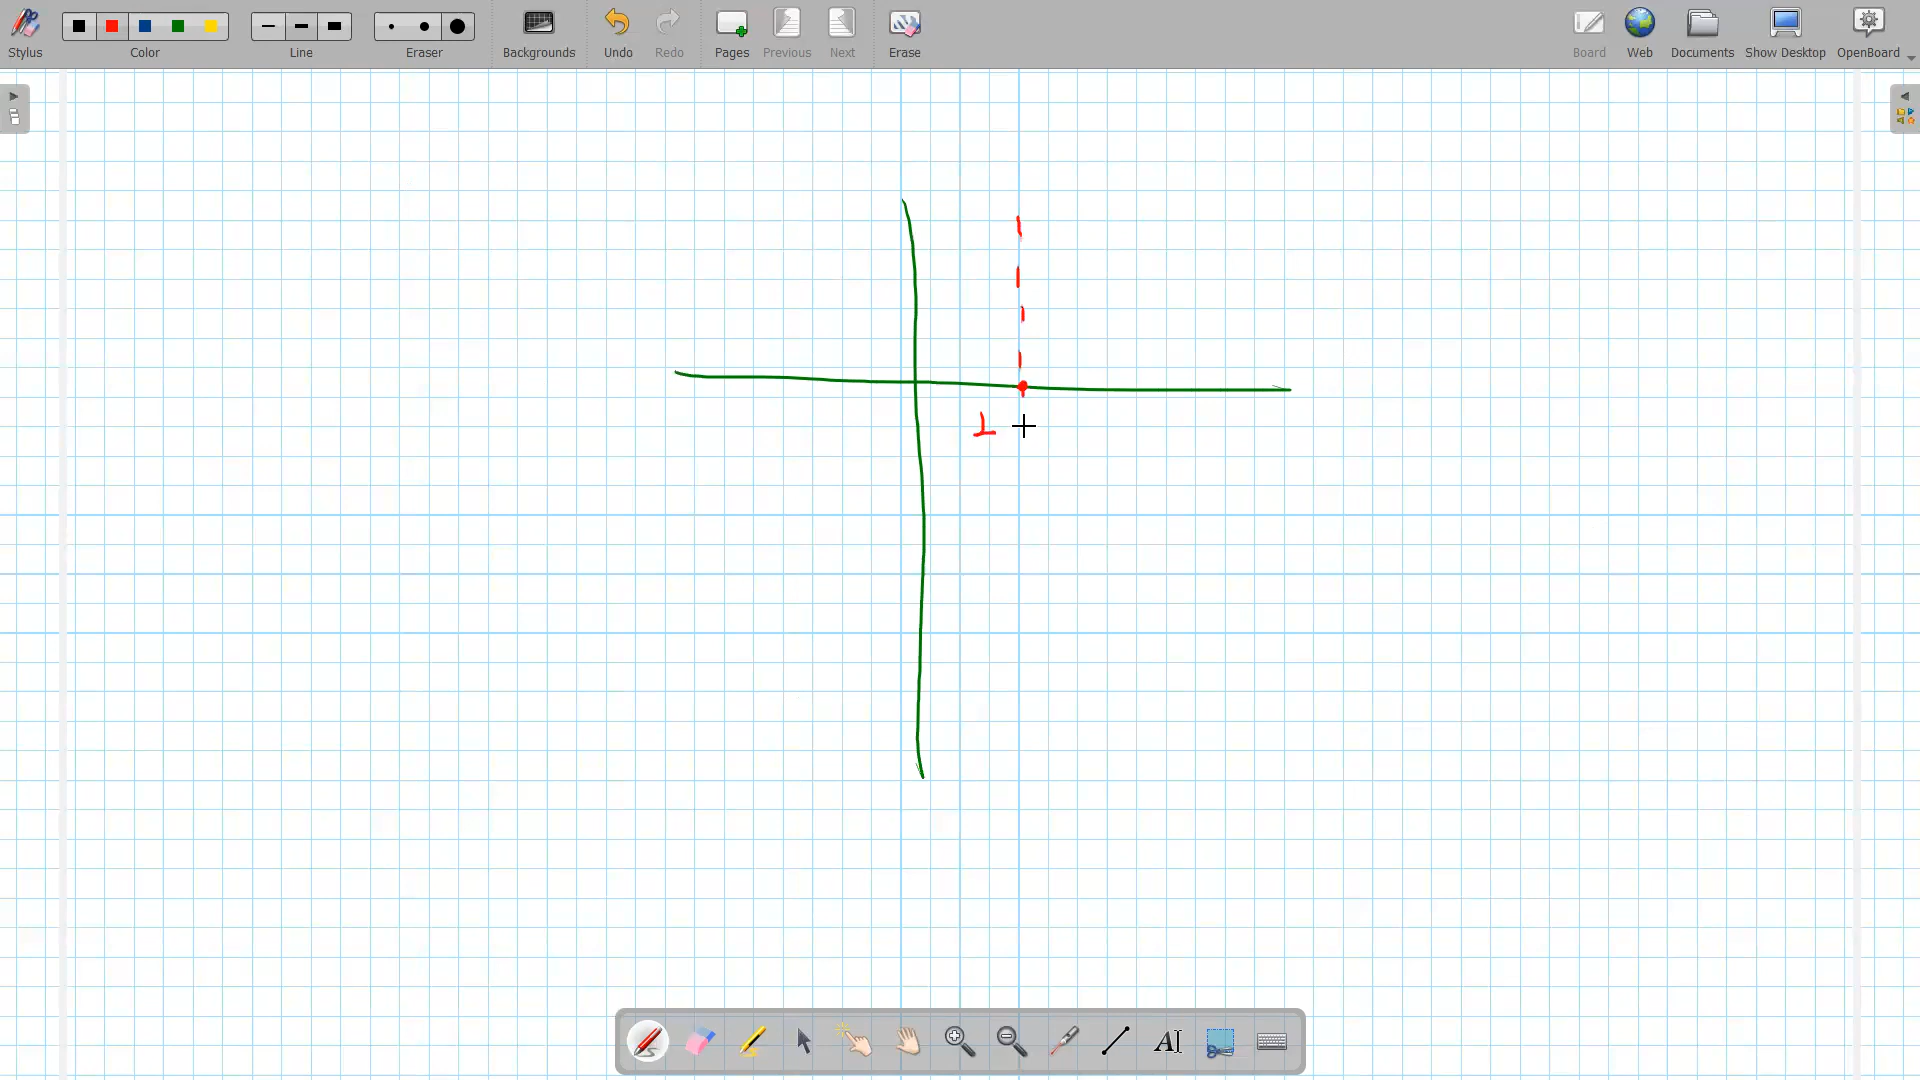 Stylus Color Line Eraser Backgrounds Undo Redo Pages Previous Next Erase Board Web Documents Show Desktop OpenBoard
1
A